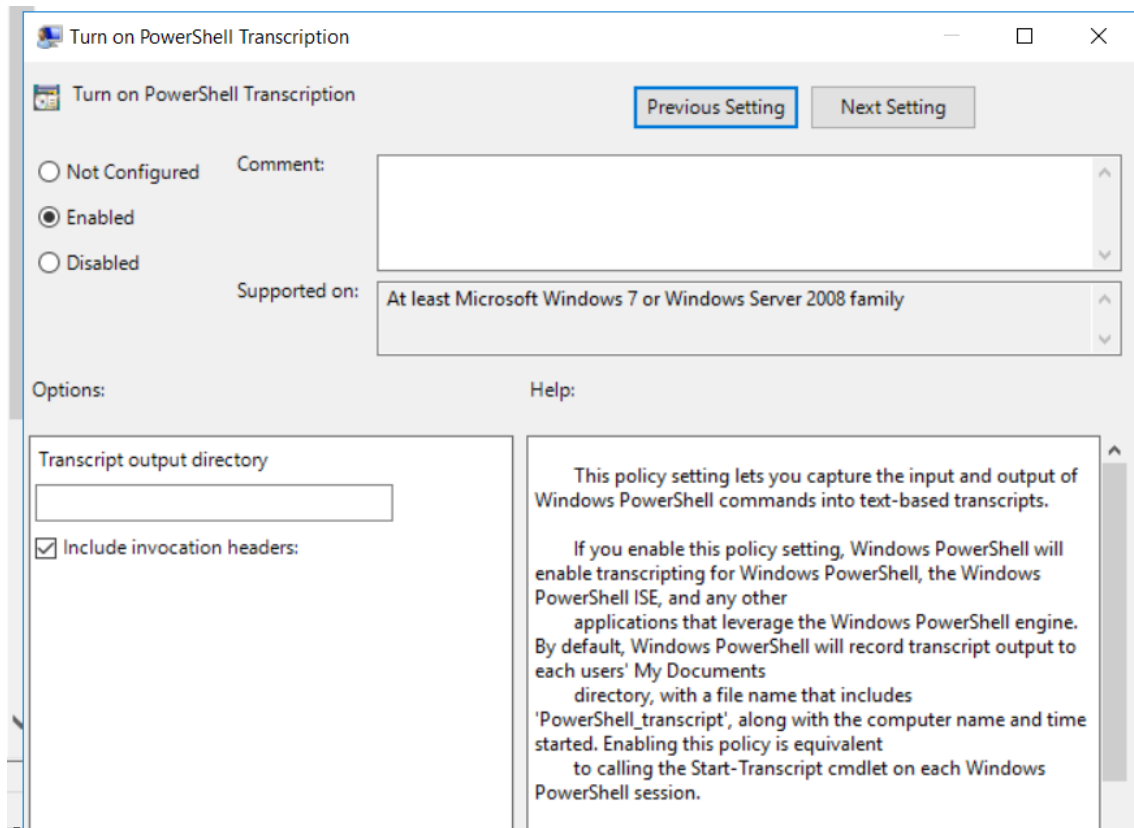 Turn on PowerShell Transcription
Turn on PowerShell Transcription
Previous Setting
Next Setting
Not Configured
Comment:
Enabled
Disabled
Supported on:
At least Microsoft Windows 7 or Windows Server 2008 family
Options:
Help:
Transcript output directory
Include invocation headers:
This policy setting lets you capture the input and output of
Windows PowerShell commands into text-based transcripts.
If you enable this policy setting, Windows PowerShell will
enable transcripting for Windows PowerShell, the Windows
PowerShell ISE, and any other
applications that leverage the Windows PowerShell engine.
By default, Windows PowerShell will record transcript output to
each users' My Documents
directory, with a file name that includes
'PowerShell_transcript', along with the computer name and time
started. Enabling this policy is equivalent
to calling the Start-Transcript cmdlet on each Windows
PowerShell session.